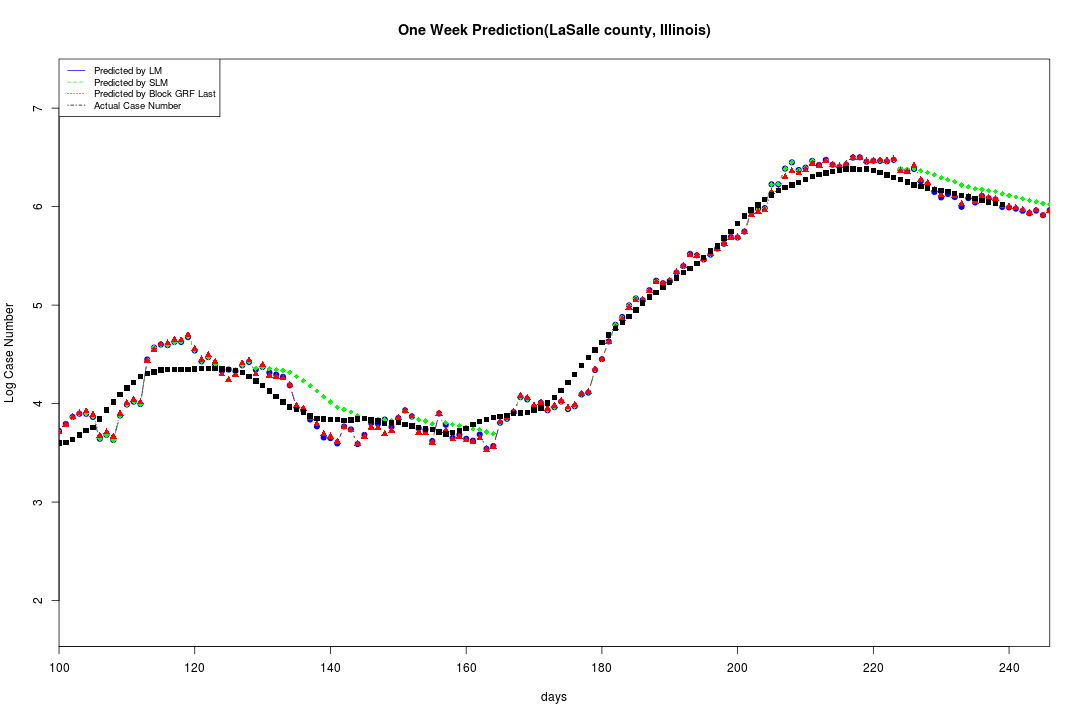 One Week Prediction(LaSalle county, Illinois)
Predicted by LM
Predicted by SLM
Predicted by Block GRF Last
Actual Case Number
7
6
5
4
3
2
Log Case Number
100 120 140 160 180 200 220 240
days